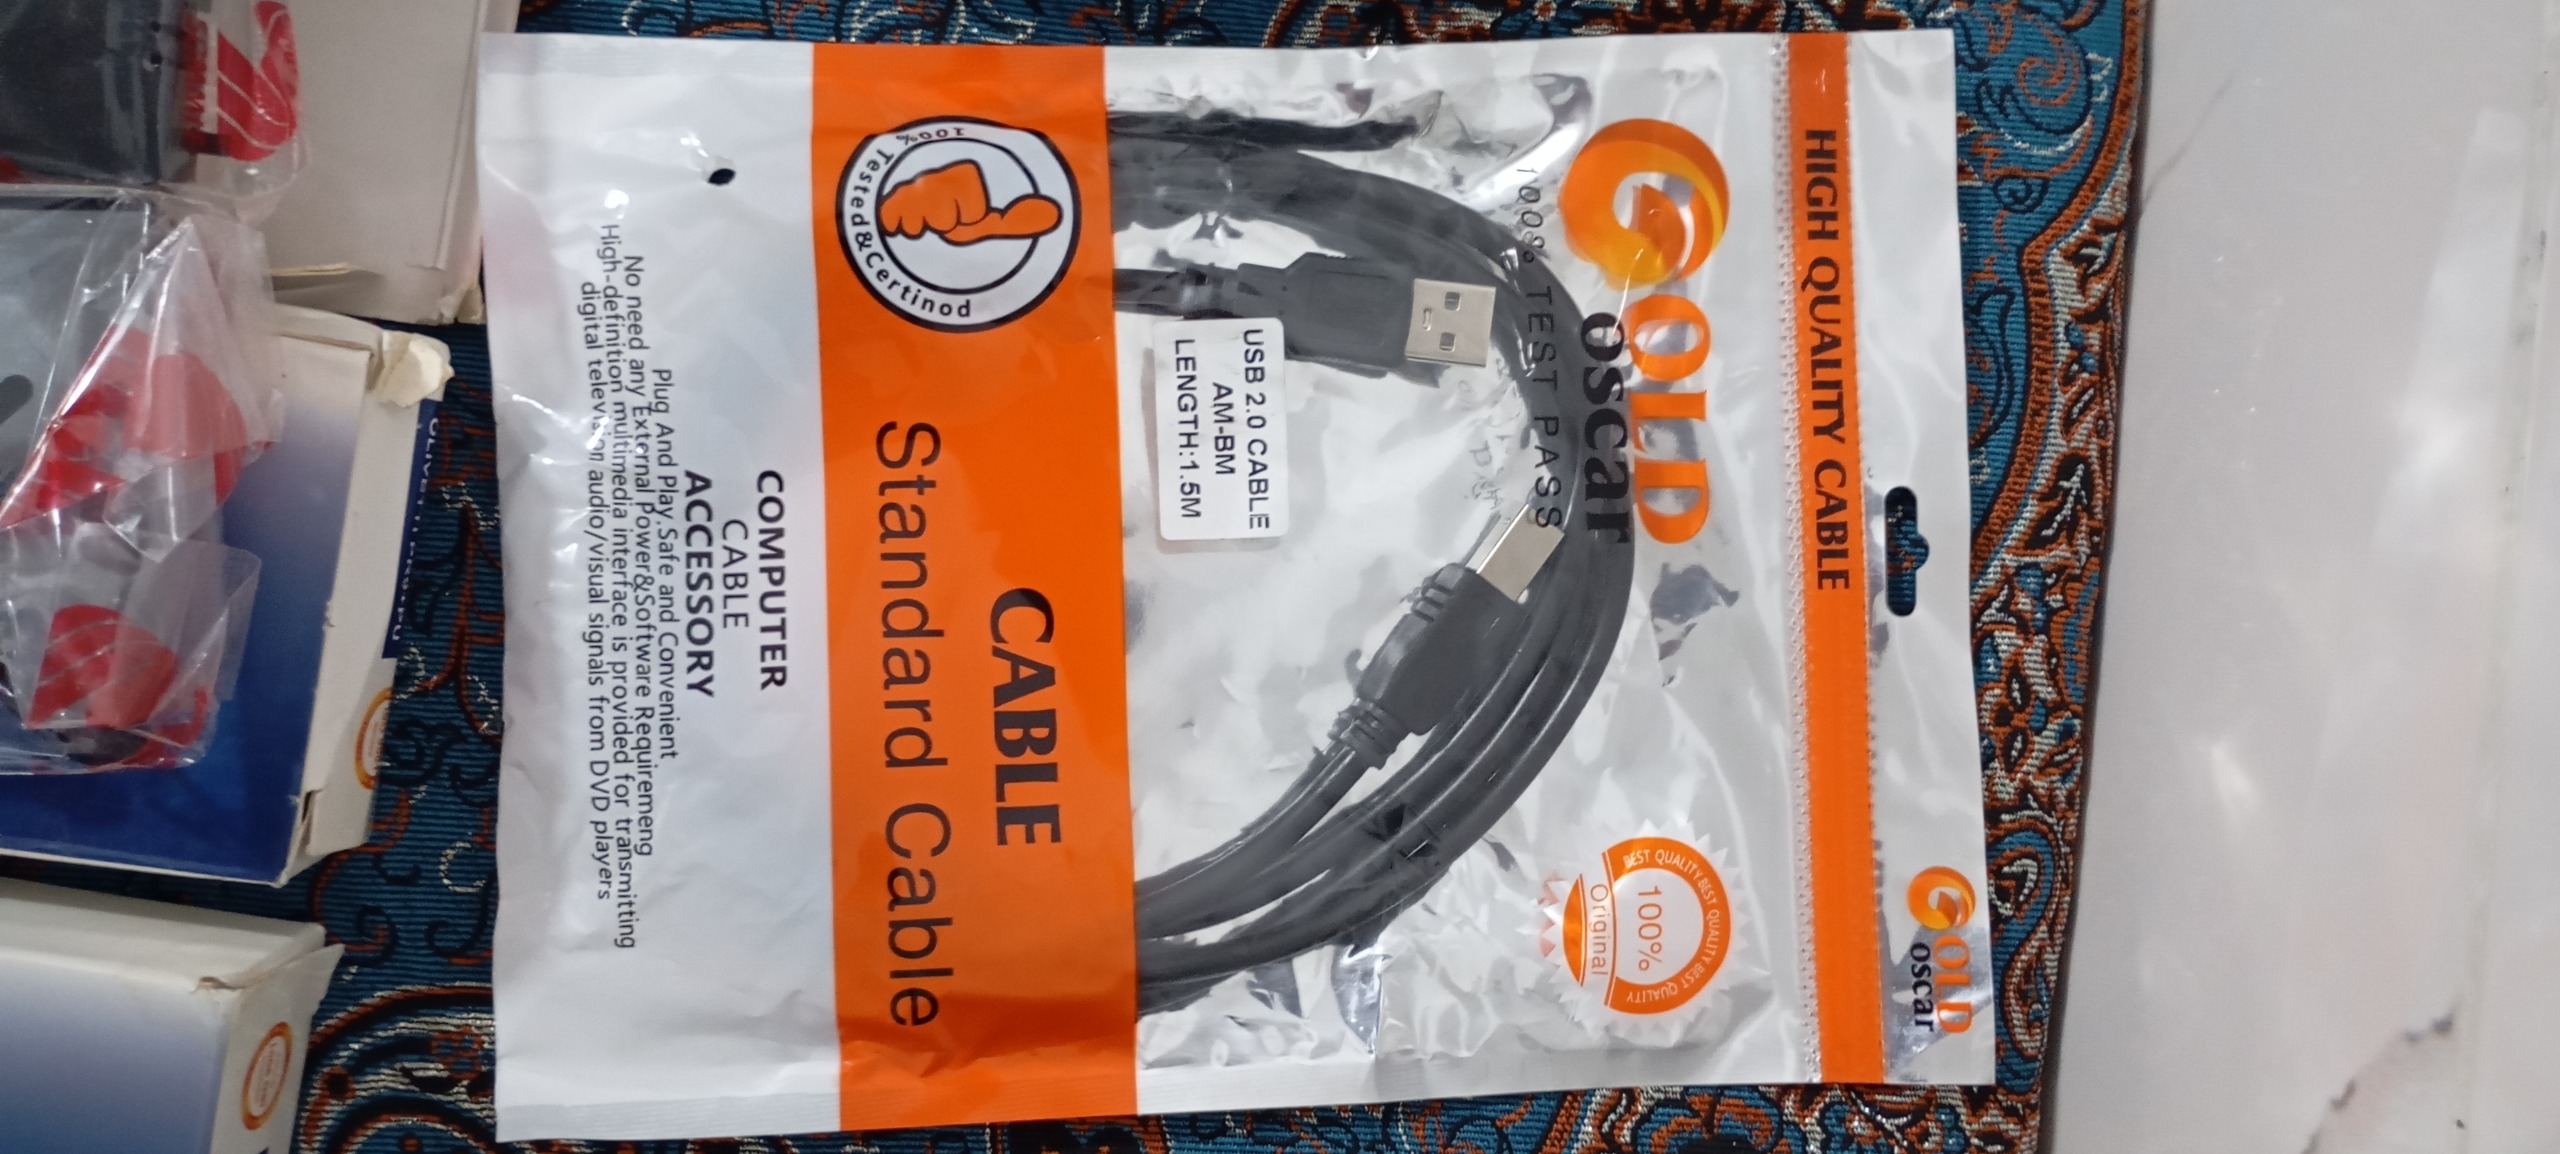 GOLD
oscar
HIGH QUALITY CABLE
GOLD
oscar
100% TEST PASS
BEST QUALITY BEST QUALITY BEST QUALITY
100%
Original
USB 2.0 CABLE
AM-BM
LENGTH:1.5M
100% Tested&Certinod
CABLE
Standard Cable
COMPUTER
CABLE
ACCESSORY
Plug And Play,Safe and Convenient
No need any External Power&Software Requiremeng
High-definition multimedia interface is provided for transmitting
digital television audio/visual signals from DVD players